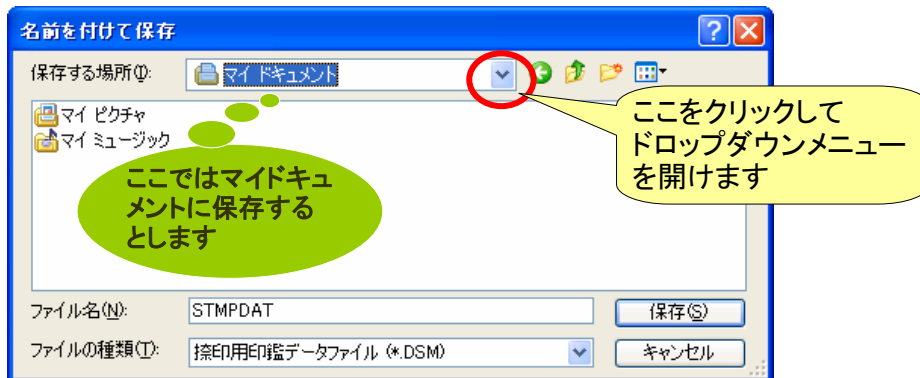 名前を付けて保存
保存する場所(I):
マイ ドキュメント
マイ ピクチャ
マイ ミュージック
ここをクリックして
ドロップダウンメニュー
を開けます
ここではマイドキュ
メントに保存する
とします
ファイル名(N):
STMPDAT
保存(S)
ファイルの種類(T):
捺印用印鑑データファイル (*.DSM)
キャンセル